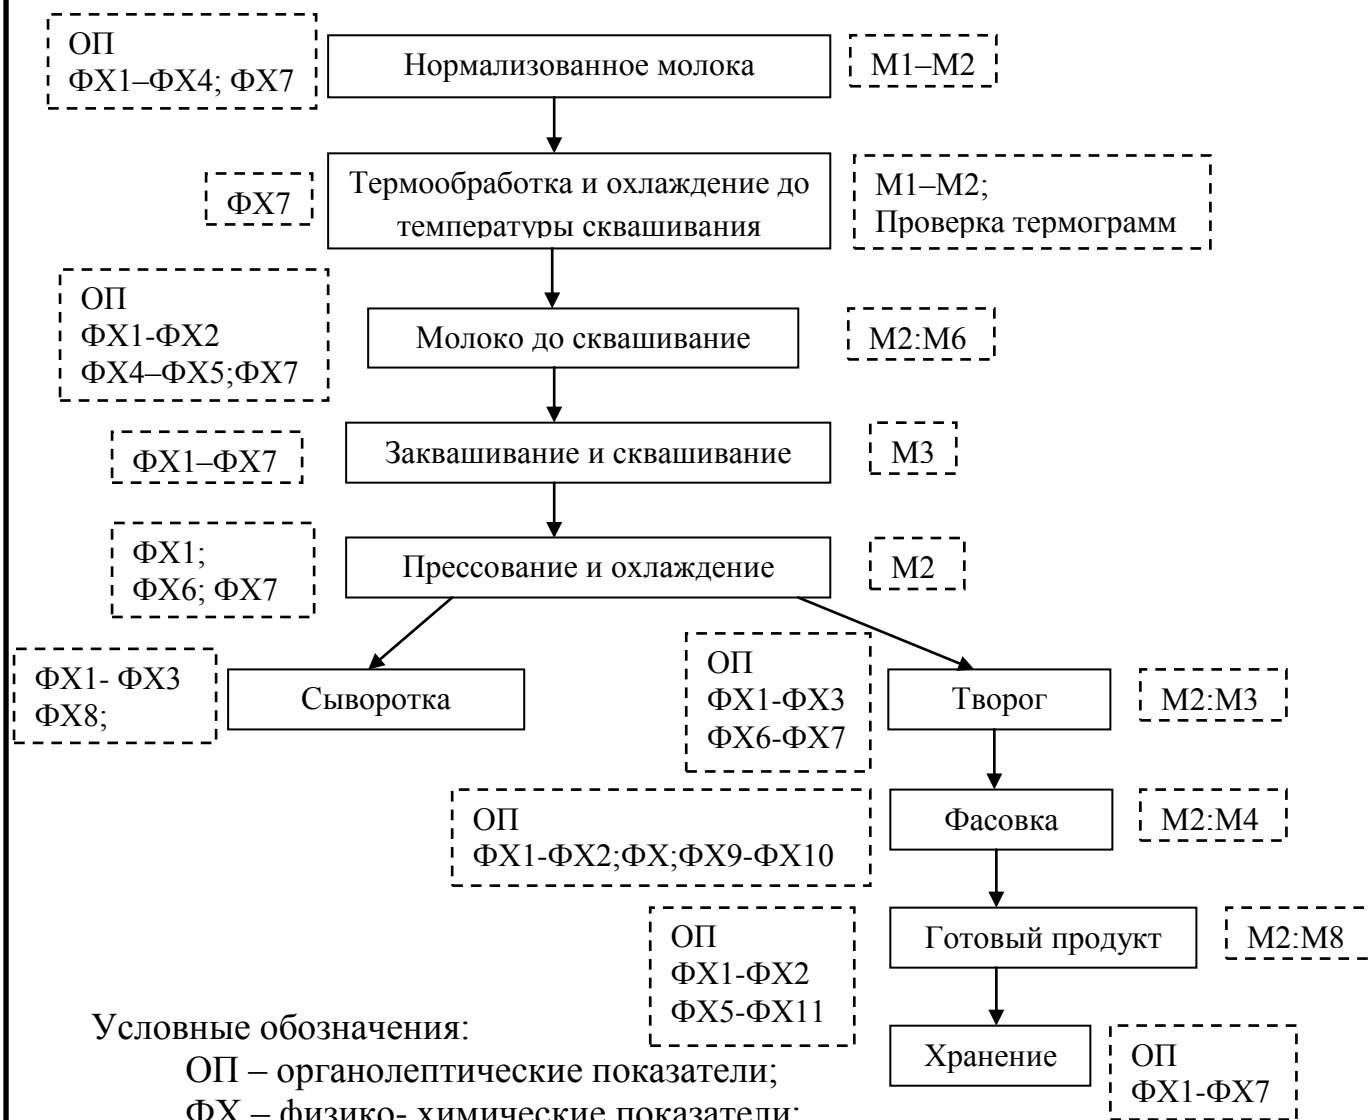 ОП
ФХ1–ФХ4; ФХ7
Нормализованное молока
М1–М2
ФХ7
Термообработка и охлаждение до
температуры сквашивания
М1–М2;
Проверка термограмм
ОП
ФХ1-ФХ2
ФХ4–ФХ5;ФХ7
Молоко до сквашивание
М2:М6
ФХ1–ФХ7
Заквашивание и сквашивание
М3
ФХ1;
ФХ6; ФХ7
Прессование и охлаждение
М2
ФХ1- ФХ3
ФХ8;
Сыворотка
ОП
ФХ1-ФХ3
ФХ6-ФХ7
Творог
М2:М3
ОП
ФХ1-ФХ2;ФХ;ФХ9-ФХ10
Фасовка
М2:М4
ОП
ФХ1-ФХ2
ФХ5-ФХ11
Готовый продукт
М2:М8
Хранение
ОП
ФХ1-ФХ7
Условные обозначения:
ОП – органолептические показатели;
ФХ – физико- химические показатели;